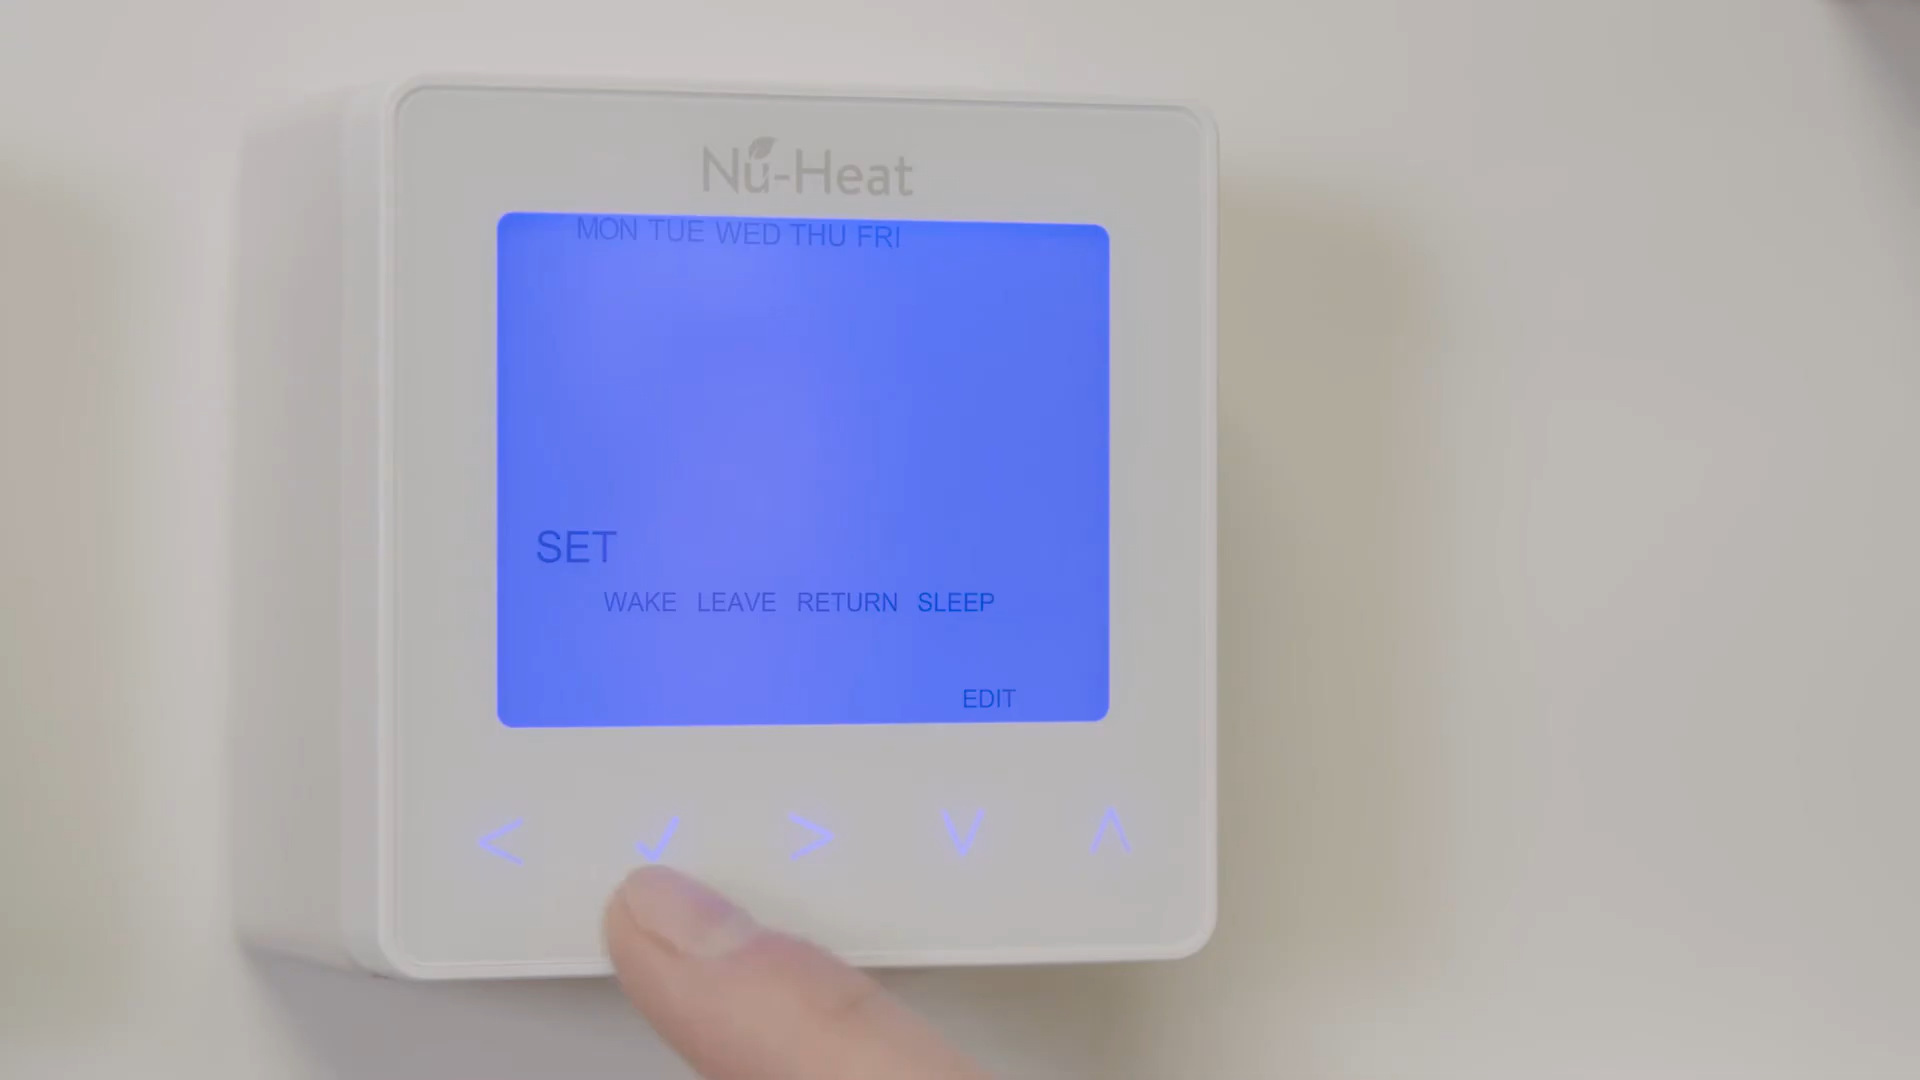 Nu-Heat
MON TUE WED THU FRI
SET
WAKE LEAVE RETURN SLEEP
EDIT